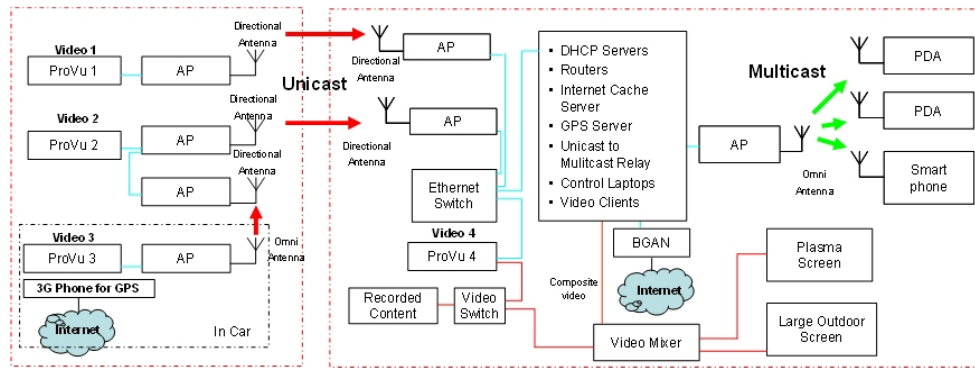 Video 1
ProVu 1
AP
Directional
Antenna
Video 2
ProVu 2
AP
Directional
Antenna
AP
Directional
Antenna
Video 3
ProVu 3
AP
Omni
Antenna
3G Phone for GPS
Internet
In Car
Unicast
Directional
Antenna
AP
Directional
Antenna
AP
Ethernet
Switch
Video 4
ProVu 4
Recorded
Content
Video
Switch
▪ DHCP Servers
▪ Routers
▪ Internet Cache
Server
▪ GPS Server
▪ Unicast to
Mulitcast Relay
▪ Control Laptops
▪ Video Clients
Composite
video
BGAN
Internet
Video Mixer
Multicast
AP
Omni
Antenna
PDA
PDA
Smart
phone
Plasma
Screen
Large Outdoor
Screen